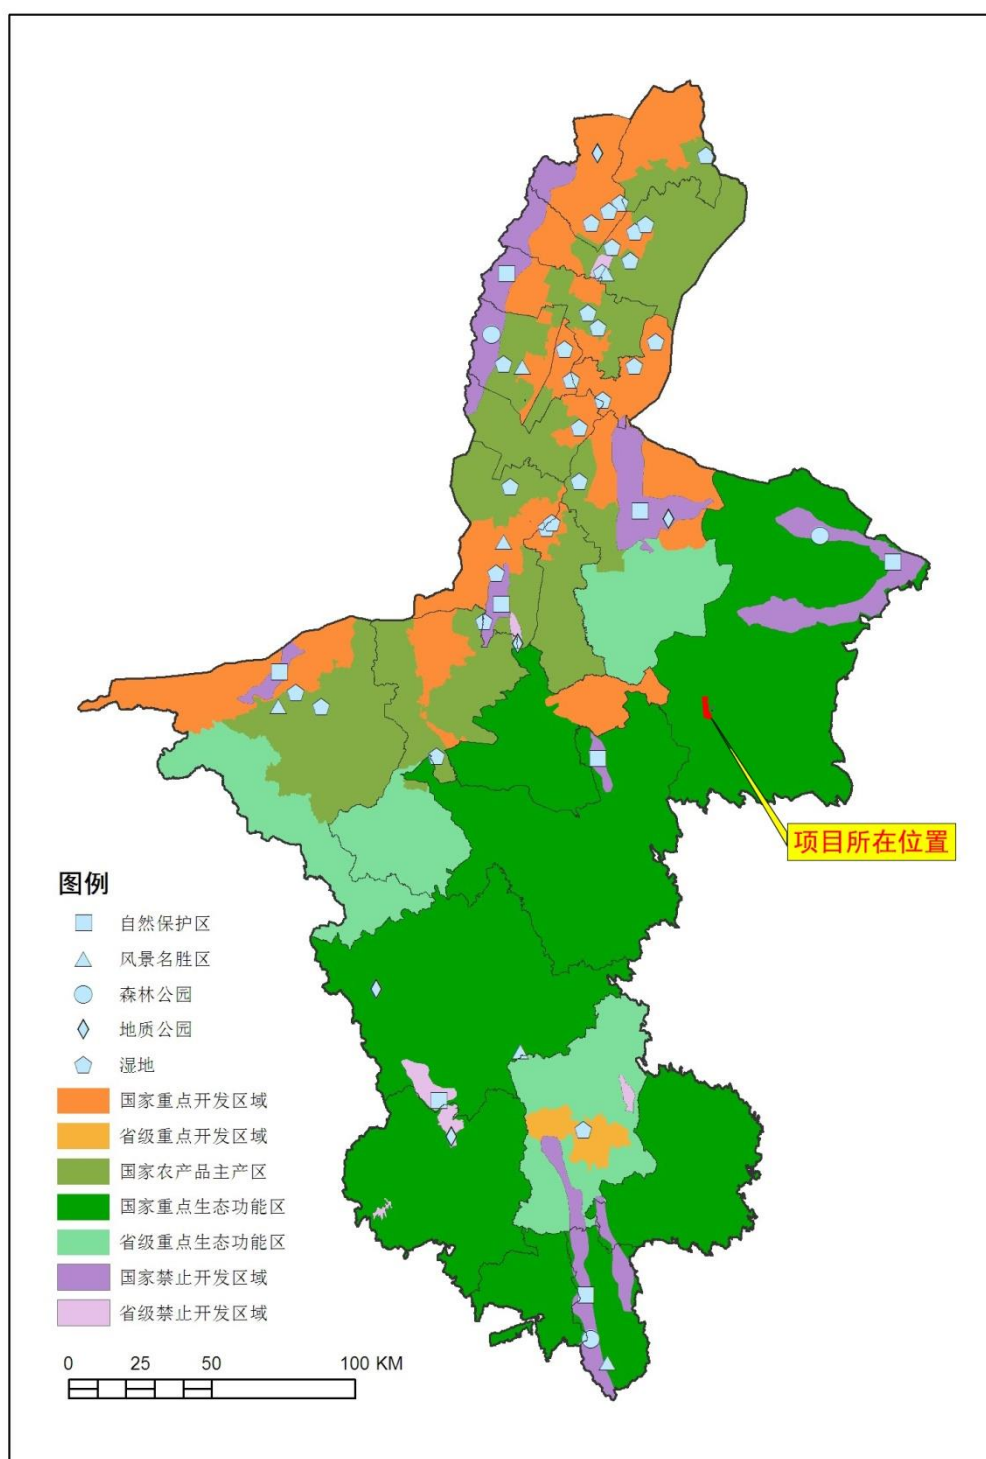 项目所在位置
图例
自然保护区
风景名胜区
森林公园
地质公园
湿地
国家重点开发区域
省级重点开发区域
国家农产品主产区
国家重点生态功能区
省级重点生态功能区
国家禁止开发区域
省级禁止开发区域
0 25 50 100 KM